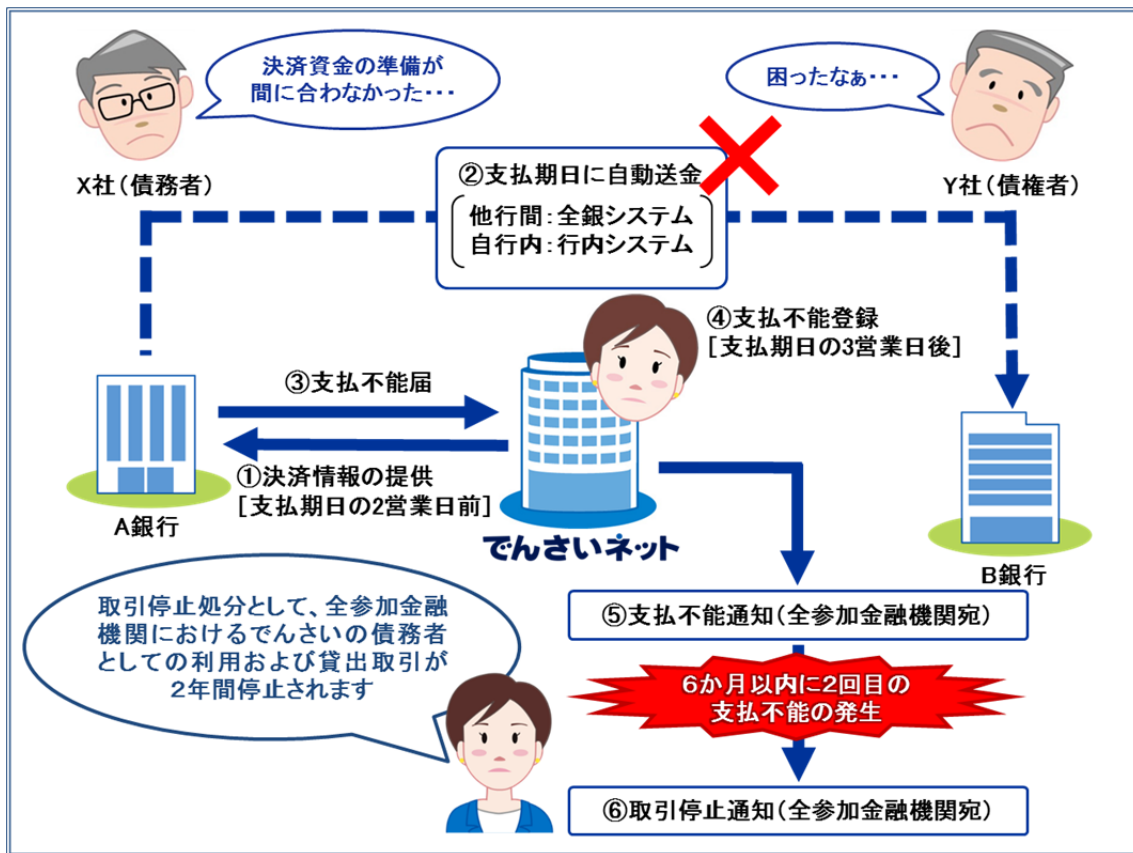 決済資金の準備が
間に合わなかった・・・
困ったなぁ・・・
X社(債務者)
Y社(債権者)
②支払期日に自動送金
他行間:全銀システム
自行内:行内システム
④支払不能登録
[支払期日の3営業日後]
③支払不能届
①決済情報の提供
[支払期日の2営業日前]
A銀行
でんさいネット
B銀行
取引停止処分として、全参加金融
機関におけるでんさいの債務者
としての利用および貸出取引が
2年間停止されます
⑤支払不能通知(全参加金融機関宛)
6か月以内に2回目の
支払不能の発生
⑥取引停止通知(全参加金融機関宛)